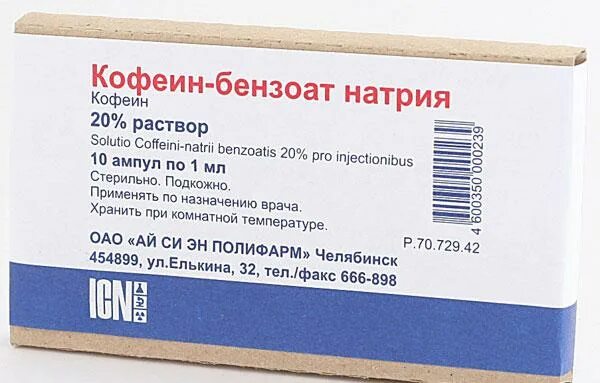 Кофеин-бензоат натрия
Кофеин
20% раствор
Solutio Coffeini-natrii benzoatis 20% pro injectionibus
10 ампул по 1 мл
Стерильно. Подкожно.
Применять по назначению врача.
Хранить при комнатной температуре.
4 600350 000239
Р.70.729.42
ОАО «АЙ СИ ЭН ПОЛИФАРМ» Челябинск
454899, ул.Елькина, 32, тел./факс 666-898
ICN